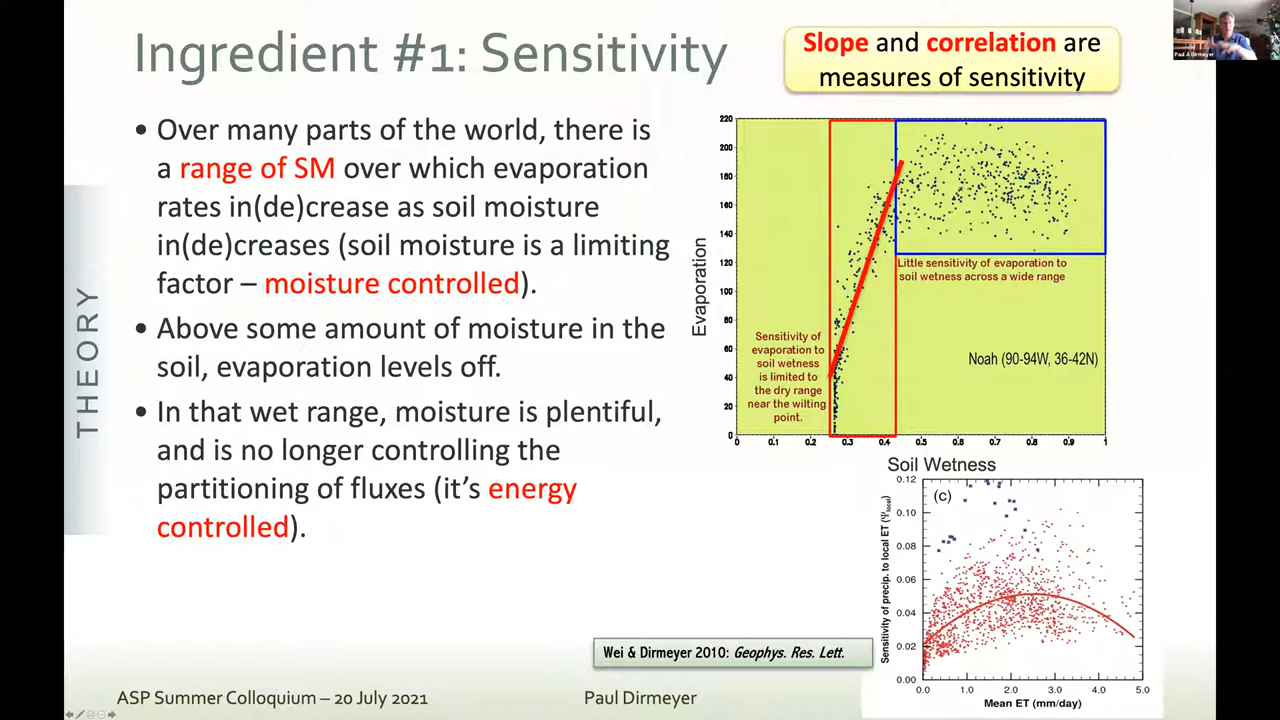 Ingredient #1: Sensitivity
Slope and correlation are
measures of sensitivity
Paul A Dirmeyer
THEORY
• Over many parts of the world, there is
a range of SM over which evaporation
rates in(de)crease as soil moisture
in(de)creases (soil moisture is a limiting
factor – moisture controlled).
• Above some amount of moisture in the
soil, evaporation levels off.
• In that wet range, moisture is plentiful,
and is no longer controlling the
partitioning of fluxes (it's energy
controlled).
Evaporation
220
200
180
160
140
120
100
80
60
40
20
0
Little sensitivity of evaporation to
soil wetness across a wide range
Sensitivity of
evaporation to
soil wetness
is limited to
the dry range
near the wilting
point.
Noah (90-94W, 36-42N)
0 0.1 0.2 0.3 0.4 0.5 0.6 0.7 0.8 0.9 1
Soil Wetness
(c)
Sensitivity of precip. to local ET (Ψlocal)
0.12
0.10
0.08
0.06
0.04
0.02
0.00
0.0 1.0 2.0 3.0 4.0 5.0
Mean ET (mm/day)
Wei & Dirmeyer 2010: Geophys. Res. Lett.
ASP Summer Colloquium – 20 July 2021
Paul Dirmeyer